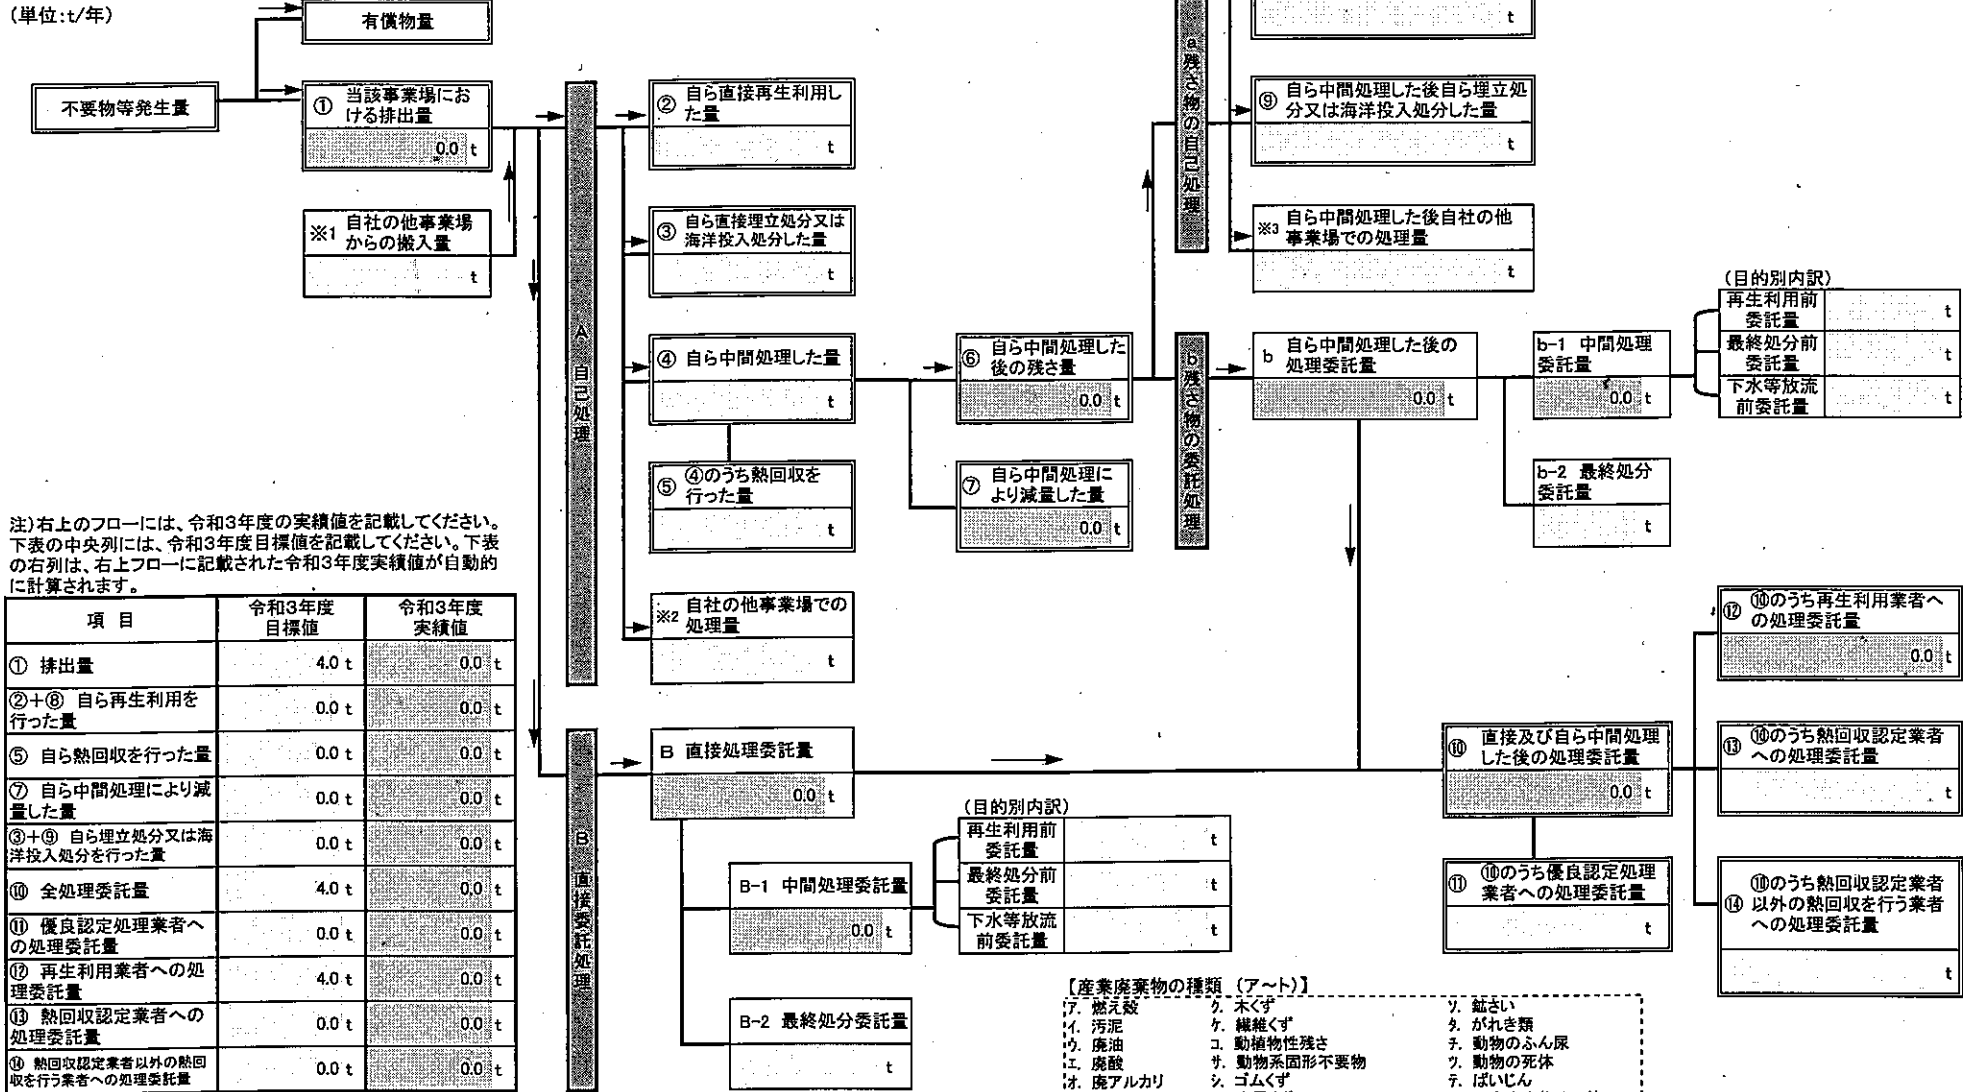 (単位:t/年)
有償物量
不要物等発生量
① 当該事業場にお
ける排出量
0.0 t
※1 自社の他事業場
からの搬入量
t
A 自己処理
② 自ら直接再生利用し
た量
t
③ 自ら直接埋立処分又は
海洋投入処分した量
t
④ 自ら中間処理した量
t
⑤ ④のうち熱回収を
行った量
t
※2 自社の他事業場での
処理量
t
⑥ 自ら中間処理した
後の残さ量
0.0 t
⑦ 自ら中間処理に
より減量した量
0.0 t
a 残さ物の自己処理
t
⑨ 自ら中間処理した後自ら埋立処
分又は海洋投入処分した量
t
※3 自ら中間処理した後自社の他
事業場での処理量
t
b 残さ物の委託処理
b 自ら中間処理した後の
処理委託量
0.0 t
b-1 中間処理
委託量
0.0 t
(目的別内訳)
再生利用前
委託量 t
最終処分前
委託量 t
下水等放流
前委託量 t
b-2 最終処分
委託量
t
注)右上のフローには、令和3年度の実績値を記載してください。
下表の中央列には、令和3年度目標値を記載してください。下表
の右列は、右上フローに記載された令和3年度実績値が自動的
に計算されます。
項 目 令和3年度 目標値 令和3年度 実績値
① 排出量 4.0 t 0.0 t
②+⑧ 自ら再生利用を
行った量 0.0 t 0.0 t
⑤ 自ら熱回収を行った量 0.0 t 0.0 t
⑦ 自ら中間処理により減
量した量 0.0 t 0.0 t
③+⑨ 自ら埋立処分又は海
洋投入処分を行った量 0.0 t 0.0 t
⑩ 全処理委託量 4.0 t 0.0 t
⑪ 優良認定処理業者へ
の処理委託量 0.0 t 0.0 t
⑫ 再生利用業者への処
理委託量 4.0 t 0.0 t
⑬ 熱回収認定業者への
処理委託量 0.0 t 0.0 t
⑭ 熱回収認定業者以外の熱回
収を行う業者への処理委託量 0.0 t 0.0 t
B 直接委託処理
B 直接処理委託量
0.0 t
B-1 中間処理委託量
0.0 t
(目的別内訳)
再生利用前
委託量 t
最終処分前
委託量 t
下水等放流
前委託量 t
B-2 最終処分委託量
t
⑩ 直接及び自ら中間処理
した後の処理委託量
0.0 t
⑪ ⑩のうち優良認定処理
業者への処理委託量
t
⑫ ⑩のうち再生利用業者へ
の処理委託量
0.0 t
⑬ ⑩のうち熱回収認定業者
への処理委託量
t
⑭ ⑩のうち熱回収認定業者
以外の熱回収を行う業者
への処理委託量
t
【産業廃棄物の種類 (ア～ト)】
ア. 燃え殻 ク. 木くず ソ. 鉱さい
イ. 汚泥 ケ. 繊維くず タ. がれき類
ウ. 廃油 コ. 動植物性残さ チ. 動物のふん尿
エ. 廃酸 サ. 動物系固形不要物 ツ. 動物の死体
オ. 廃アルカリ シ. ゴムくず テ. ばいじん